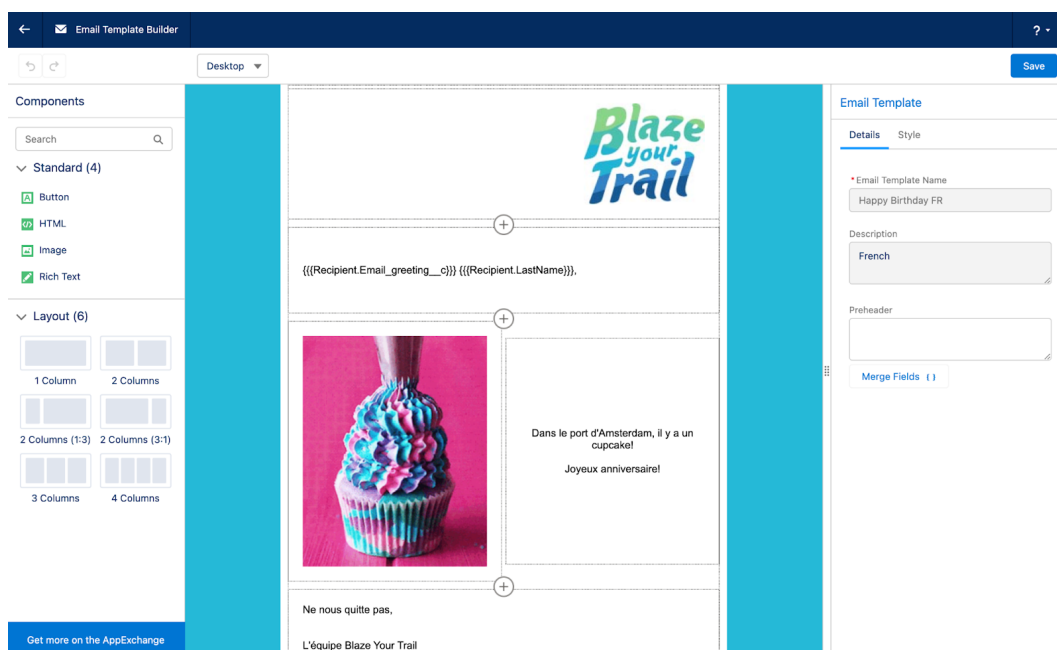 Email Template Builder
?
Desktop
Save
Components
Search
Standard (4)
Button
HTML
Image
Rich Text
Layout (6)
1 Column
2 Columns
2 Columns (1:3)
2 Columns (3:1)
3 Columns
4 Columns
Get more on the AppExchange
Blaze
your
Trail
{{{Recipient.Email_greeting__c}}} {{{Recipient.LastName}}},
Dans le port d'Amsterdam, il y a un
cupcake!
Joyeux anniversaire!
Ne nous quitte pas,
L'équipe Blaze Your Trail
Email Template
Details
Style
*Email Template Name
Happy Birthday FR
Description
French
Preheader
Merge Fields { }